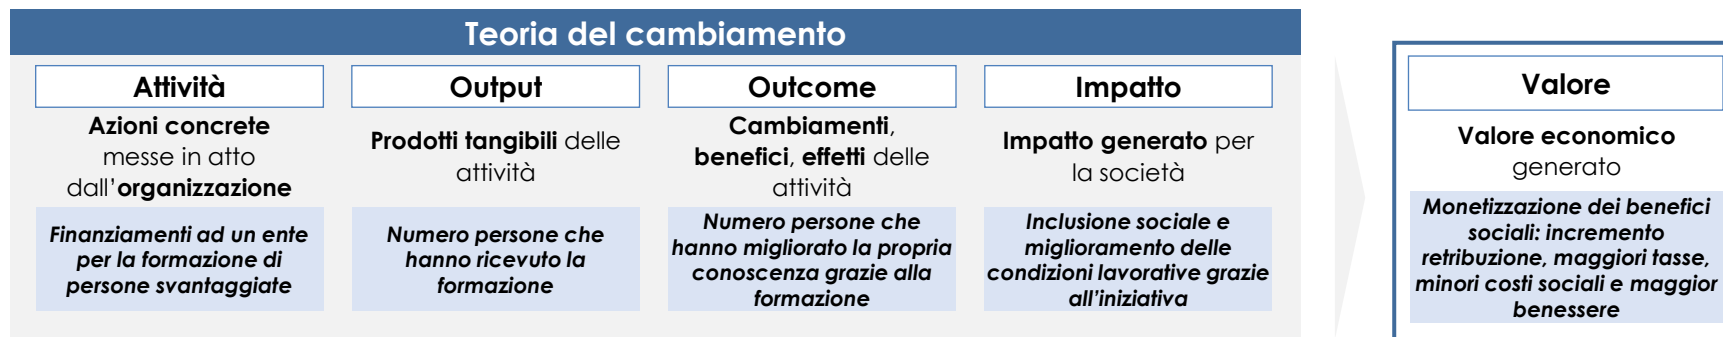 Teoria del cambiamento
Attività
Azioni concrete
messe in atto
dall'organizzazione
Finanziamenti ad un ente
per la formazione di
persone svantaggiate
Output
Prodotti tangibili delle
attività
Numero persone che
hanno ricevuto la
formazione
Outcome
Cambiamenti,
benefici, effetti delle
attività
Numero persone che
hanno migliorato la propria
conoscenza grazie alla
formazione
Impatto
Impatto generato per
la società
Inclusione sociale e
miglioramento delle
condizioni lavorative grazie
all'iniziativa
Valore
Valore economico
generato
Monetizzazione dei benefici
sociali: incremento
retribuzione, maggiori tasse,
minori costi sociali e maggior
benessere